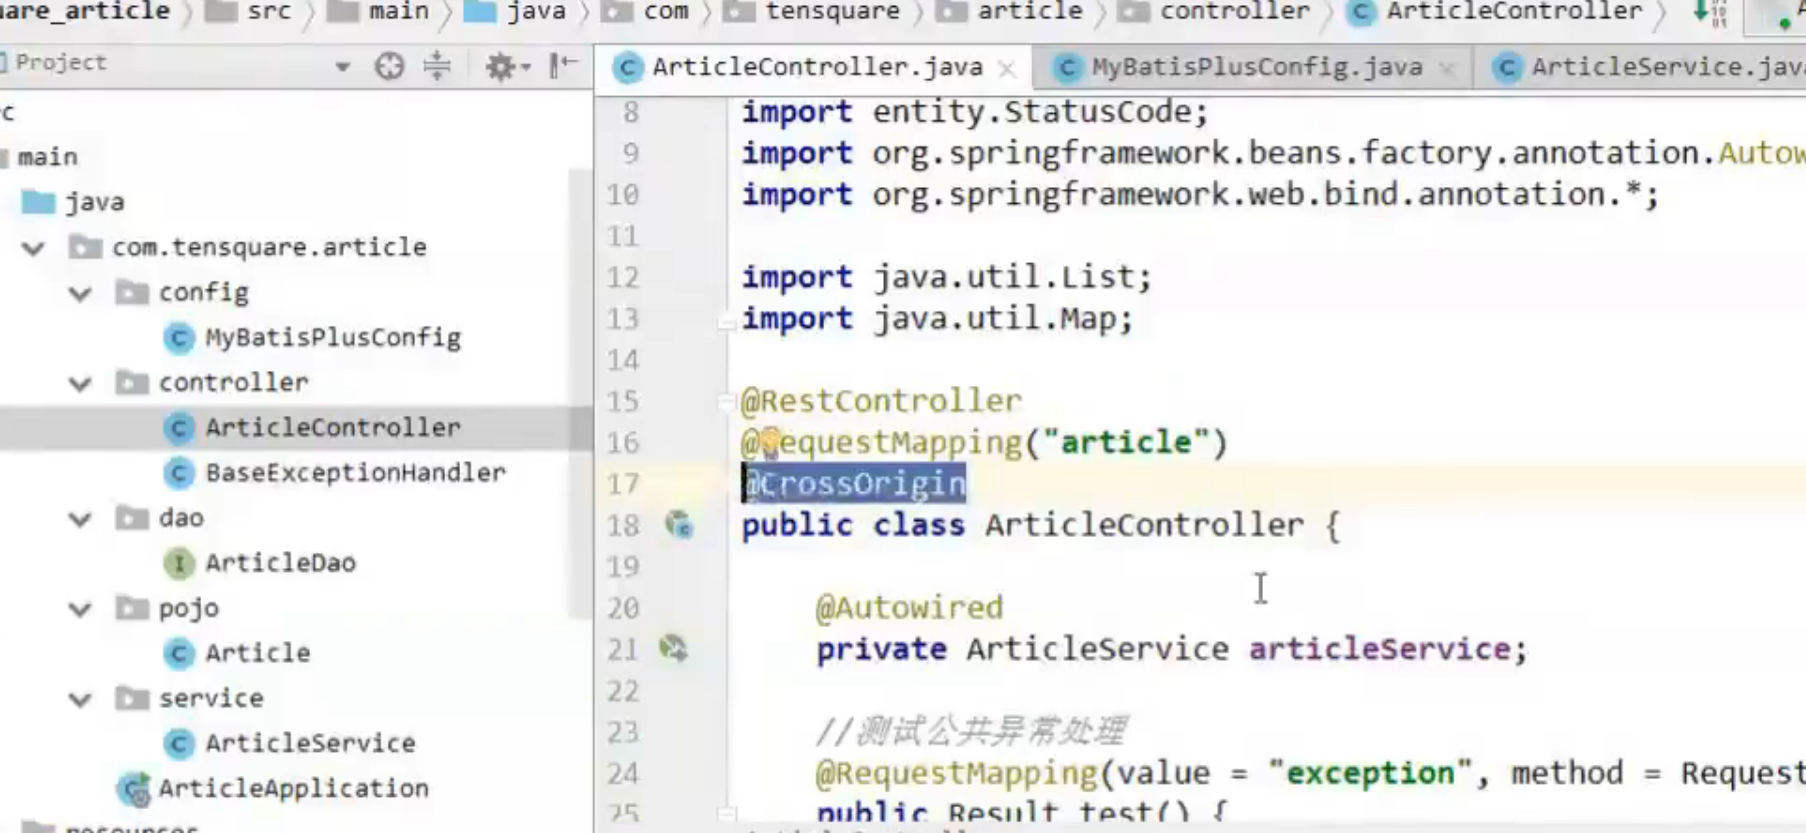 are_article src main java com tensquare article controller ArticleController
Project
ArticleController.java MyBatisPlusConfig.java ArticleService.java
main
java
com.tensquare.article
config
MyBatisPlusConfig
controller
ArticleController
BaseExceptionHandler
dao
ArticleDao
pojo
Article
service
ArticleService
ArticleApplication
resources
8 import entity.StatusCode;
9 import org.springframework.beans.factory.annotation.Autow
10 import org.springframework.web.bind.annotation.*;
11
12 import java.util.List;
13 import java.util.Map;
14
15 @RestController
16 @RequestMapping("article")
17 @CrossOrigin
18 public class ArticleController {
19
20 @Autowired
21 private ArticleService articleService;
22
23 //测试公共异常处理
24 @RequestMapping(value = "exception", method = Request
25 public Result test() {